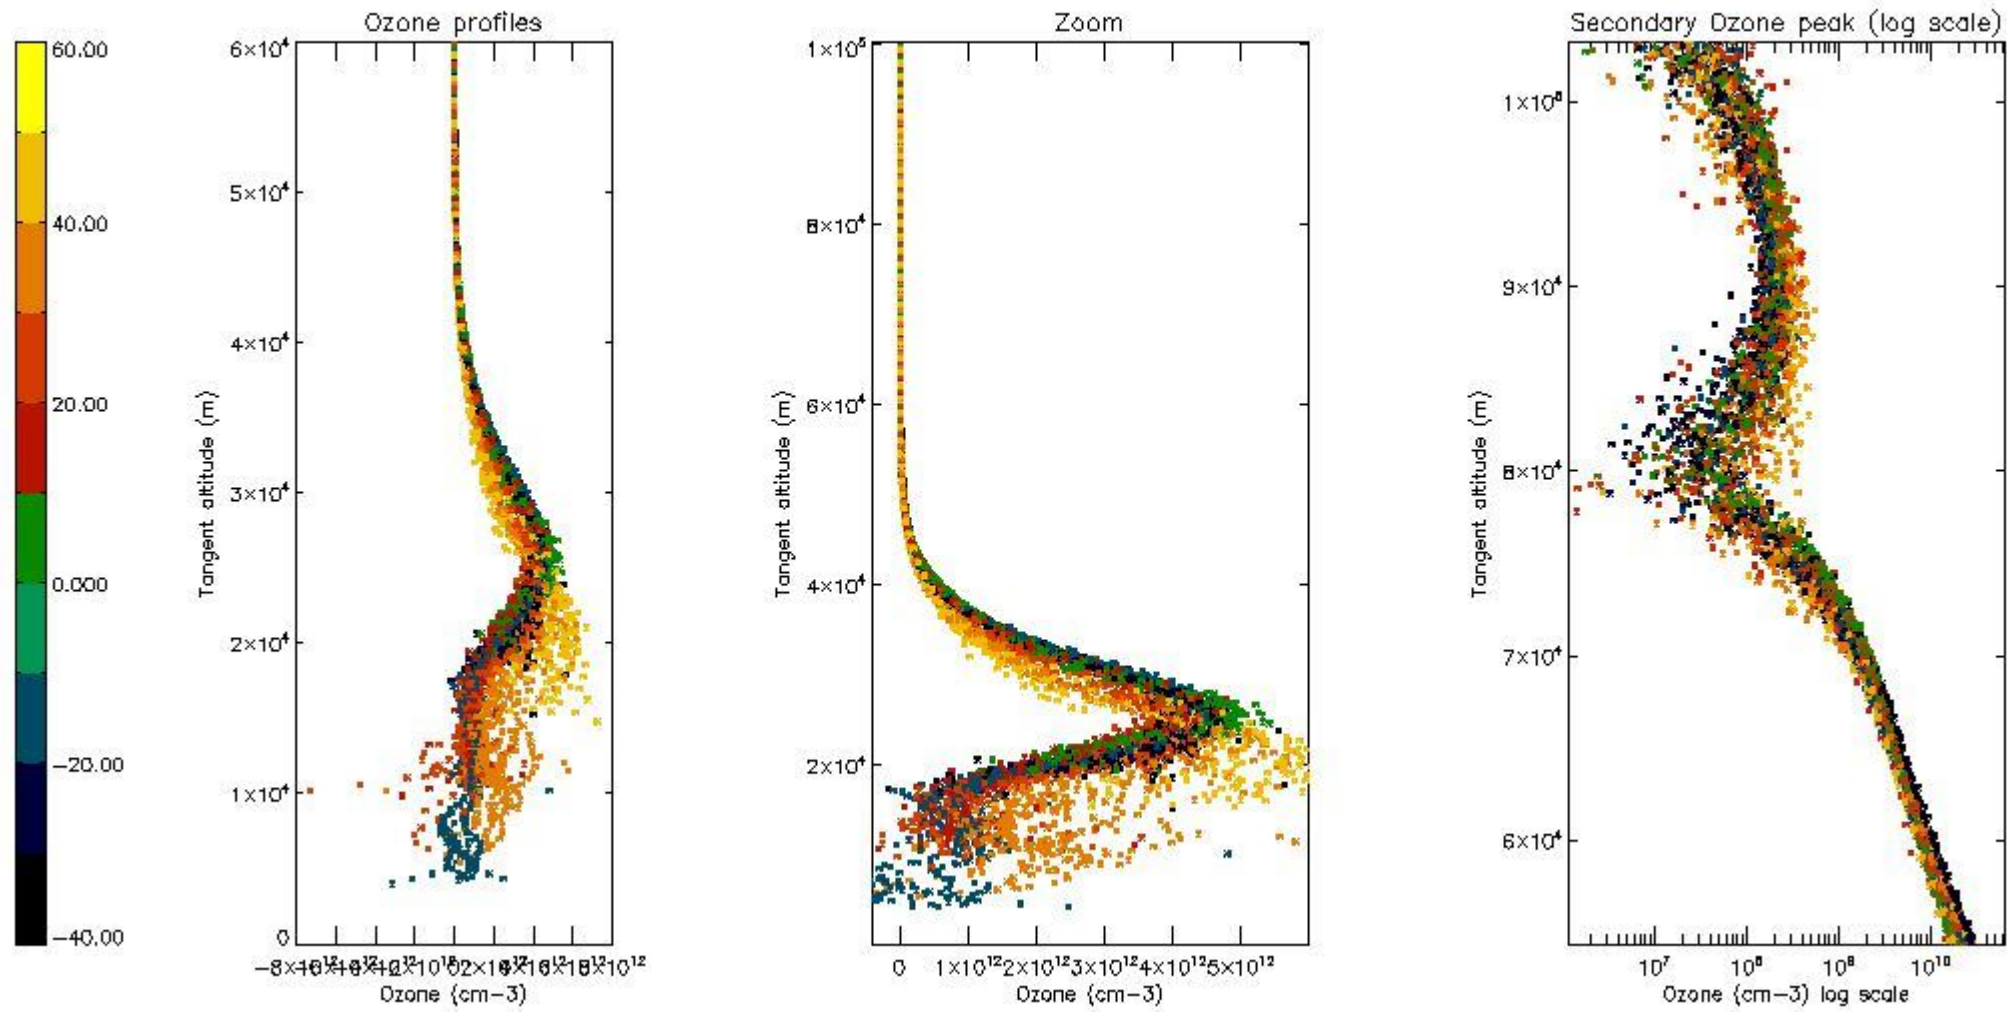 Ozone profiles
Zoom
Secondary Ozone peak (log scale)
60.00
40.00
20.00
0.000
−20.00
−40.00
6×10⁴
5×10⁴
4×10⁴
3×10⁴
2×10⁴
1×10⁴
0
Tangent altitude (m)
Ozone (cm−3)
1×10⁵
8×10⁴
6×10⁴
4×10⁴
2×10⁴
Tangent altitude (m)
0 1×10¹² 2×10¹² 3×10¹² 4×10¹² 5×10¹²
Ozone (cm−3)
9×10⁴
8×10⁴
7×10⁴
6×10⁴
Tangent altitude (m)
10⁷ 10⁸ 10⁹ 10¹⁰
Ozone (cm−3) log scale